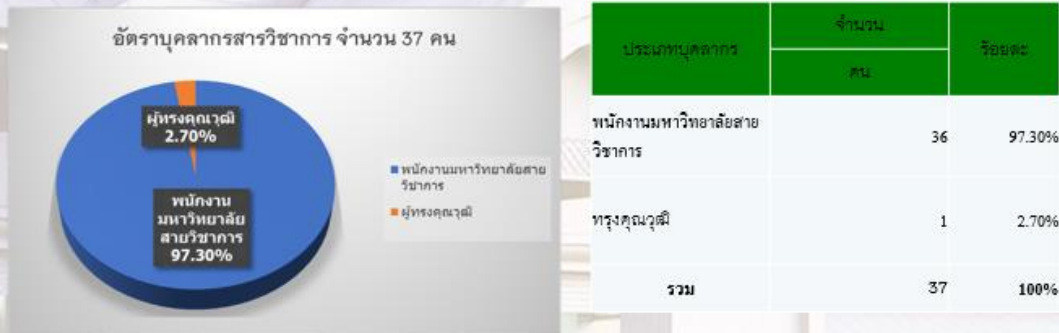 อัตราบุคลากรสารวิชาการ จำนวน 37 คน
ผู้ทรงคุณวุฒิ
2.70%
พนักงาน
มหาวิทยาลัย
สายวิชาการ
97.30%
พนักงานมหาวิทยาลัยสาย
วิชาการ
ผู้ทรงคุณวุฒิ
ประเภทบุคลากร
จำนวน
ร้อยละ
คน
พนักงานมหาวิทยาลัยสาย
วิชาการ
36
97.30%
ทรุงคุณวุฒิ
1
2.70%
รวม
37
100%